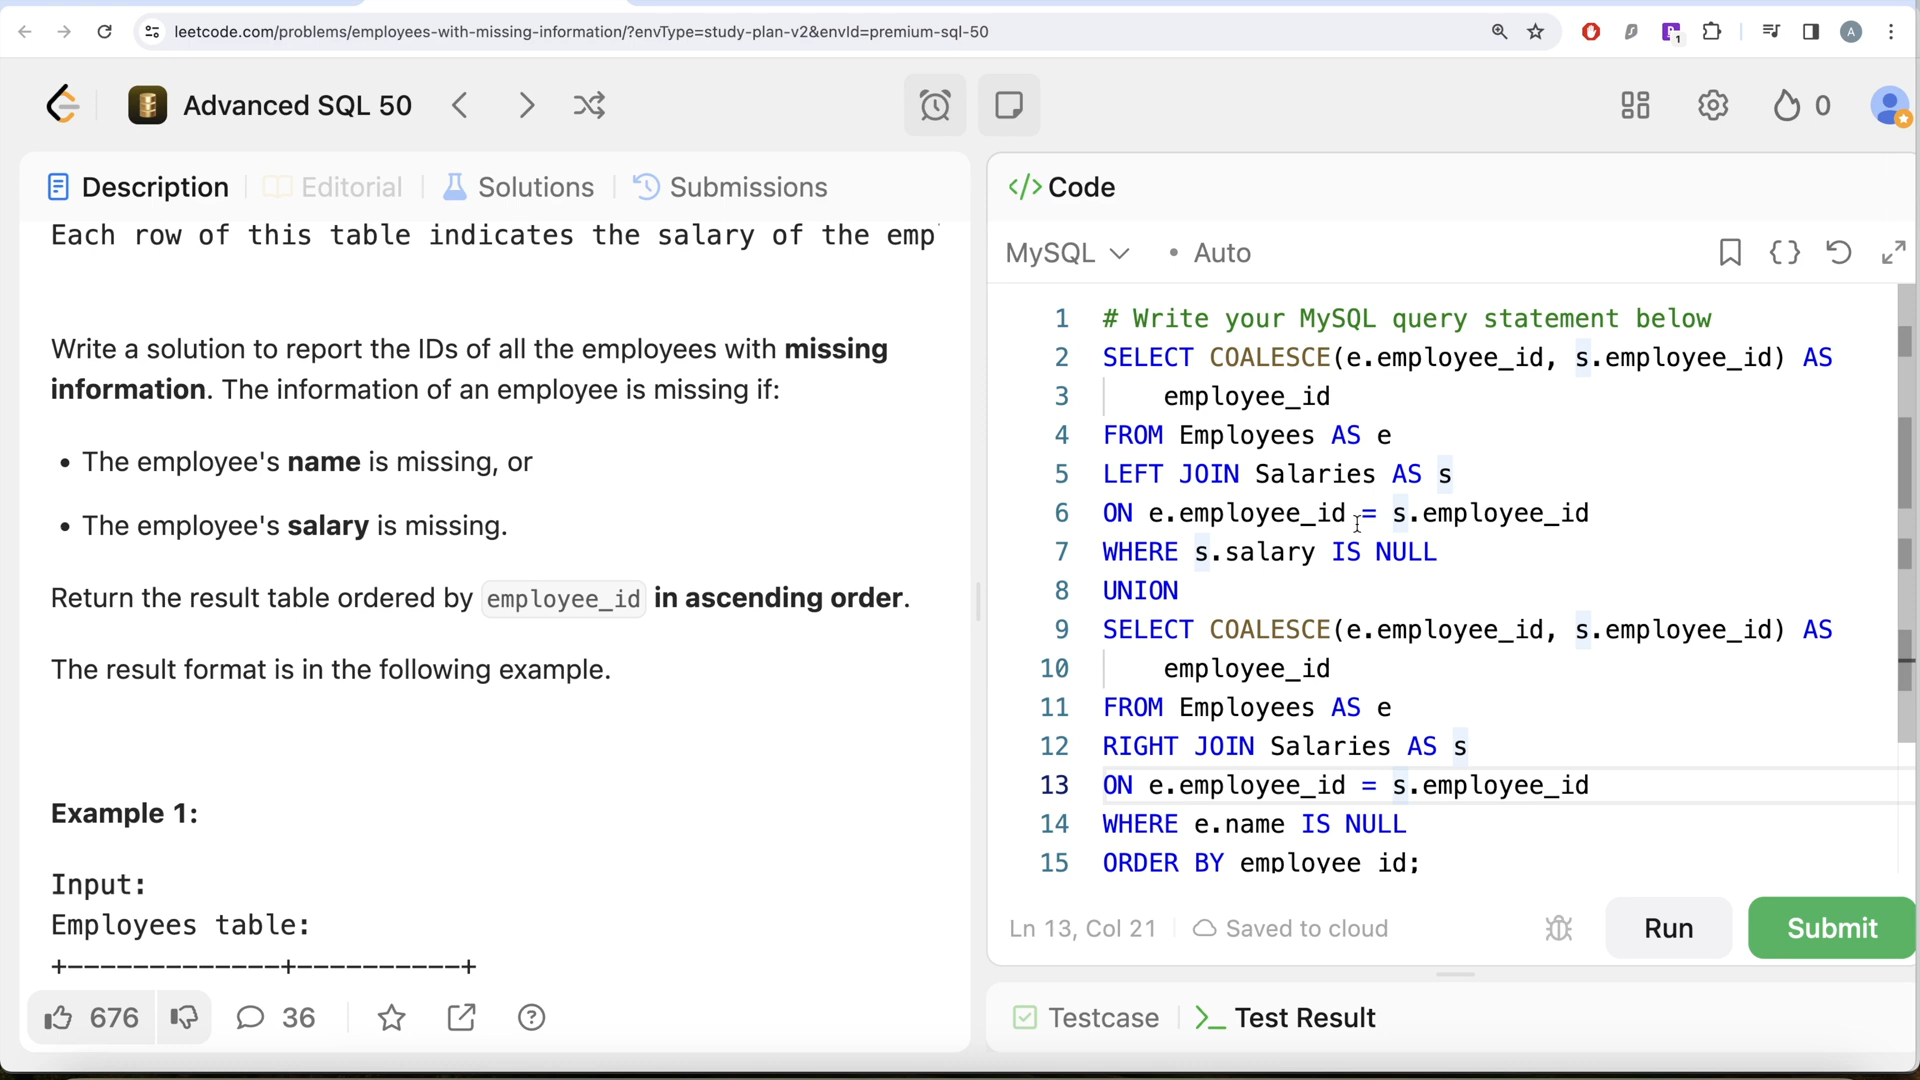 leetcode.com/problems/employees-with-missing-information/?envType=study-plan-v2&envId=premium-sql-50
1
A
Advanced SQL 50
0
Description
Editorial
Solutions
Submissions
Each row of this table indicates the salary of the emp
Write a solution to report the IDs of all the employees with missing
information. The information of an employee is missing if:
• The employee's name is missing, or
• The employee's salary is missing.
Return the result table ordered by employee_id in ascending order.
The result format is in the following example.
Example 1:
Input:
Employees table:
+-------------+----------+
676
36
</> Code
MySQL
• Auto
1 # Write your MySQL query statement below
2 SELECT COALESCE(e.employee_id, s.employee_id) AS
3 employee_id
4 FROM Employees AS e
5 LEFT JOIN Salaries AS s
6 ON e.employee_id = s.employee_id
7 WHERE s.salary IS NULL
8 UNION
9 SELECT COALESCE(e.employee_id, s.employee_id) AS
10 employee_id
11 FROM Employees AS e
12 RIGHT JOIN Salaries AS s
13 ON e.employee_id = s.employee_id
14 WHERE e.name IS NULL
15 ORDER BY employee_id;
Ln 13, Col 21
Saved to cloud
Run
Submit
Testcase
>_ Test Result